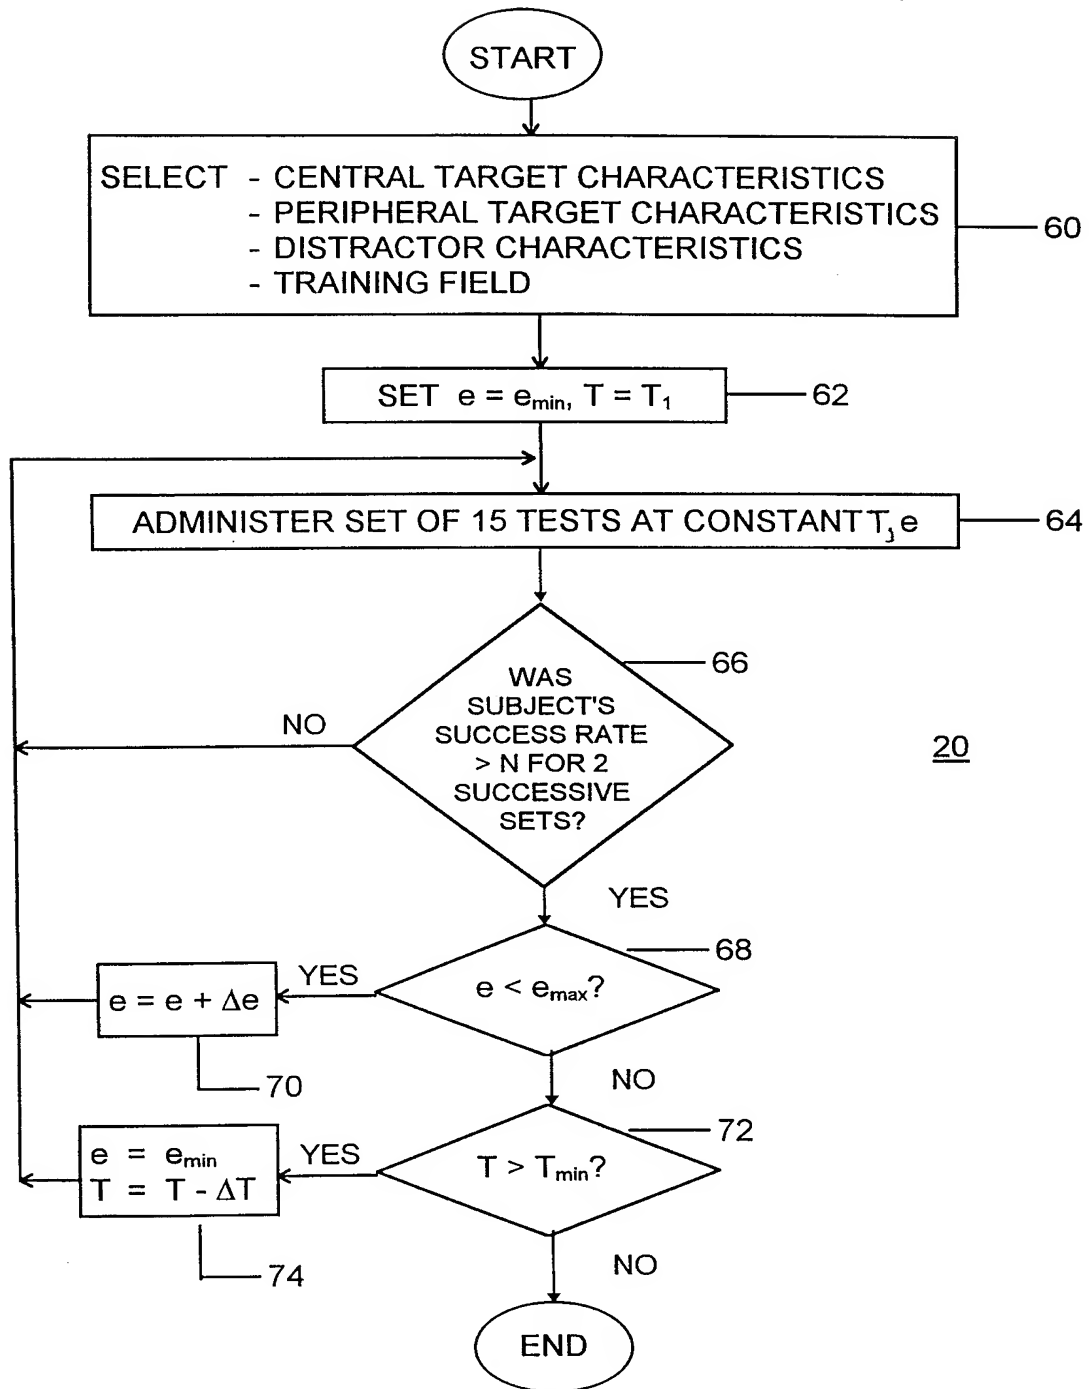 START
SELECT - CENTRAL TARGET CHARACTERISTICS
- PERIPHERAL TARGET CHARACTERISTICS
- DISTRACTOR CHARACTERISTICS
- TRAINING FIELD
60
SET e = emin, T = T1
62
ADMINISTER SET OF 15 TESTS AT CONSTANT T, e
64
WAS
SUBJECT'S
SUCCESS RATE
> N FOR 2
SUCCESSIVE
SETS?
66
NO
20
YES
68
e < emax?
YES
e = e + Δe
70
NO
72
T > Tmin?
YES
e = emin
T = T - ΔT
74
NO
END